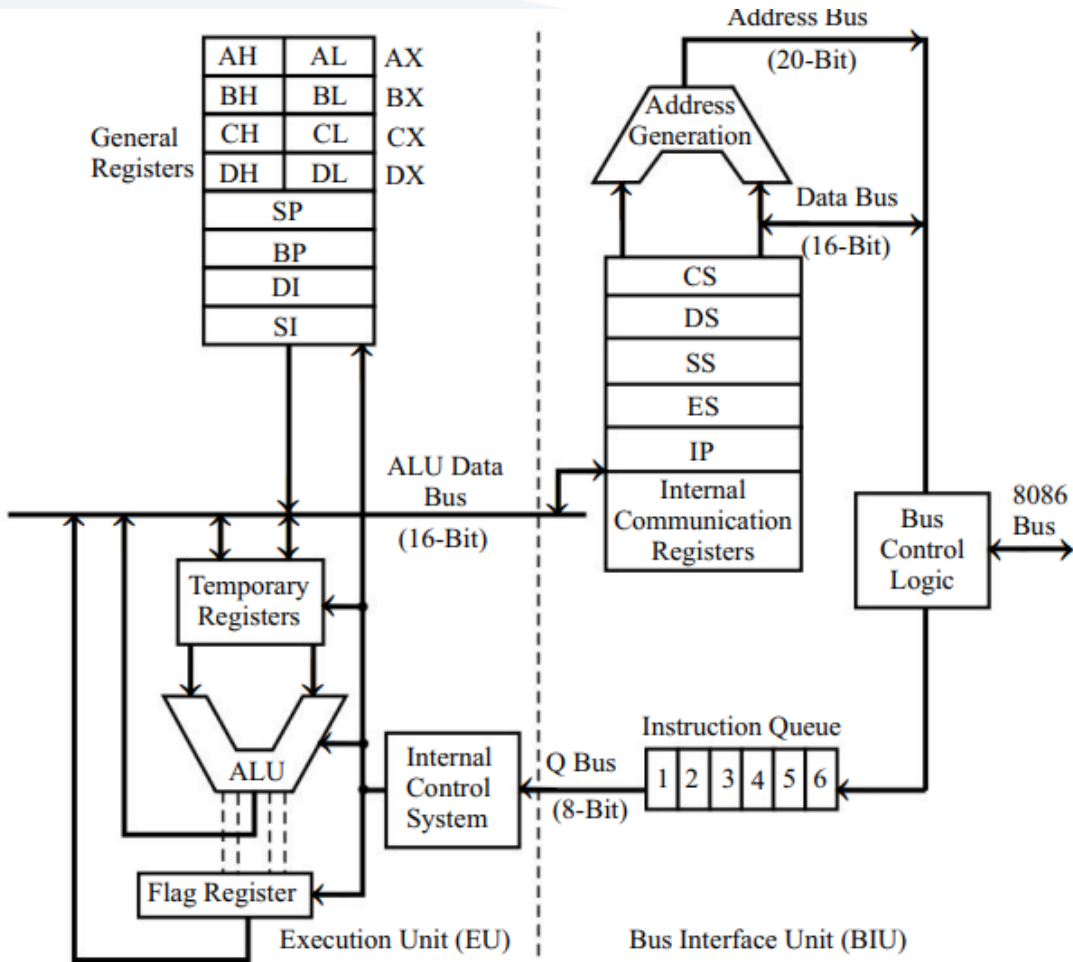 Address Bus
(20-Bit)
AH AL AX
BH BL BX
CH CL CX
DH DL DX
General
Registers
SP
BP
DI
SI
Address
Generation
Data Bus
(16-Bit)
CS
DS
SS
ES
IP
Internal
Communication
Registers
ALU Data
Bus
(16-Bit)
8086
Bus
Bus
Control
Logic
Temporary
Registers
ALU
Internal
Control
System
Q Bus
(8-Bit)
Instruction Queue
1 2 3 4 5 6
Flag Register
Execution Unit (EU)
Bus Interface Unit (BIU)